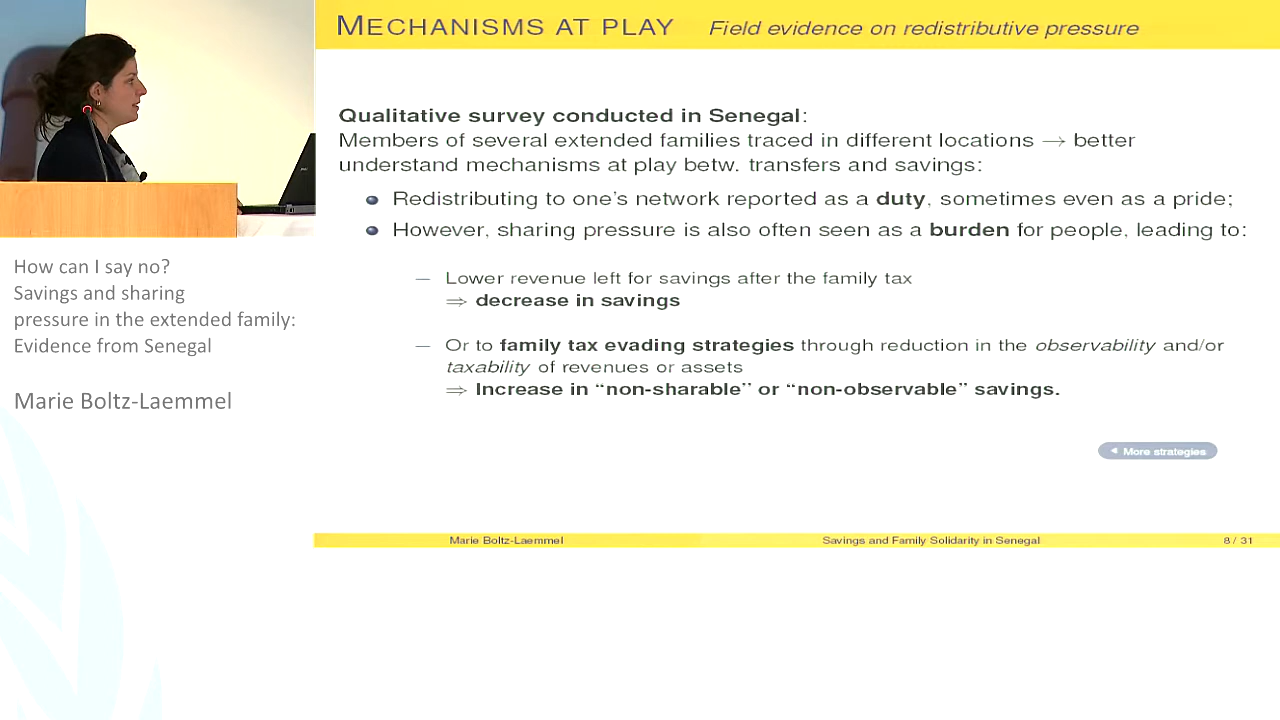 MECHANISMS AT PLAY Field evidence on redistributive pressure
Qualitative survey conducted in Senegal:
Members of several extended families traced in different locations → better
understand mechanisms at play betw. transfers and savings:
Redistributing to one's network reported as a duty, sometimes even as a pride;
However, sharing pressure is also often seen as a burden for people, leading to:
— Lower revenue left for savings after the family tax
⇒ decrease in savings
— Or to family tax evading strategies through reduction in the observability and/or
taxability of revenues or assets
⇒ Increase in “non-sharable” or “non-observable” savings.
More strategies
Marie Boltz-Laemmel Savings and Family Solidarity in Senegal 8 / 31
How can I say no?
Savings and sharing
pressure in the extended family:
Evidence from Senegal
Marie Boltz-Laemmel